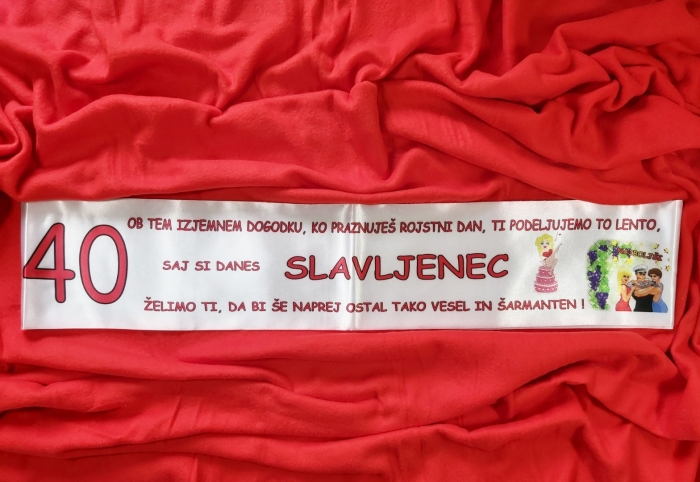 40
OB TEM IZJEMNEM DOGODKU, KO PRAZNUJEŠ ROJSTNI DAN, TI PODELJUJEMO TO LENTO,
SAJ SI DANES SLAVLJENEC
ŽELIMO TI, DA BI ŠE NAPREJ OSTAL TAKO VESEL IN ŠARMANTEN !